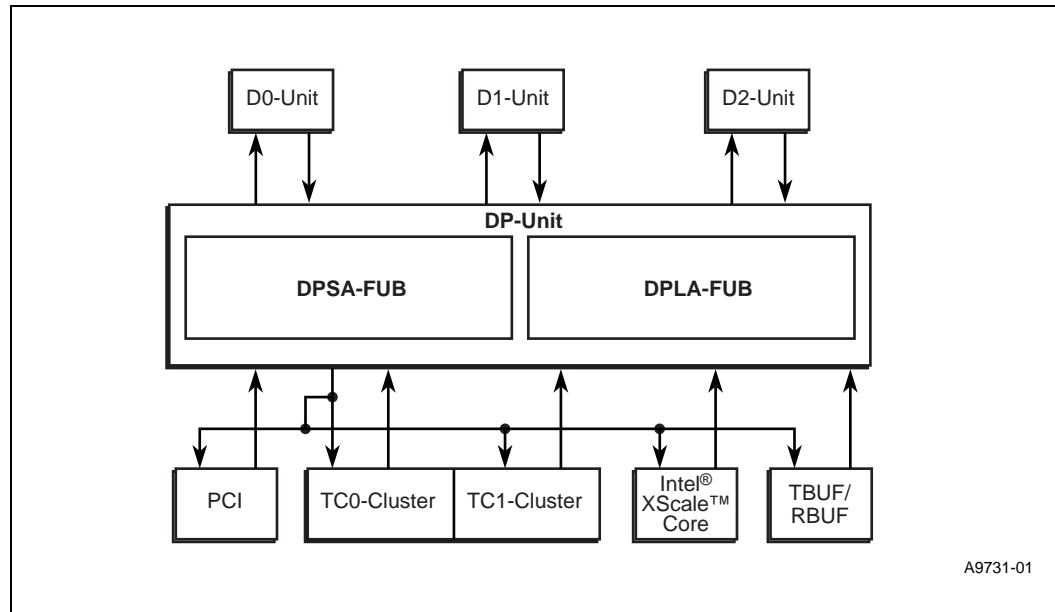 D0-Unit
D1-Unit
D2-Unit
DP-Unit
DPSA-FUB
DPLA-FUB
PCI
TC0-Cluster
TC1-Cluster
Intel®
XScale™
Core
TBUF/
RBUF
A9731-01